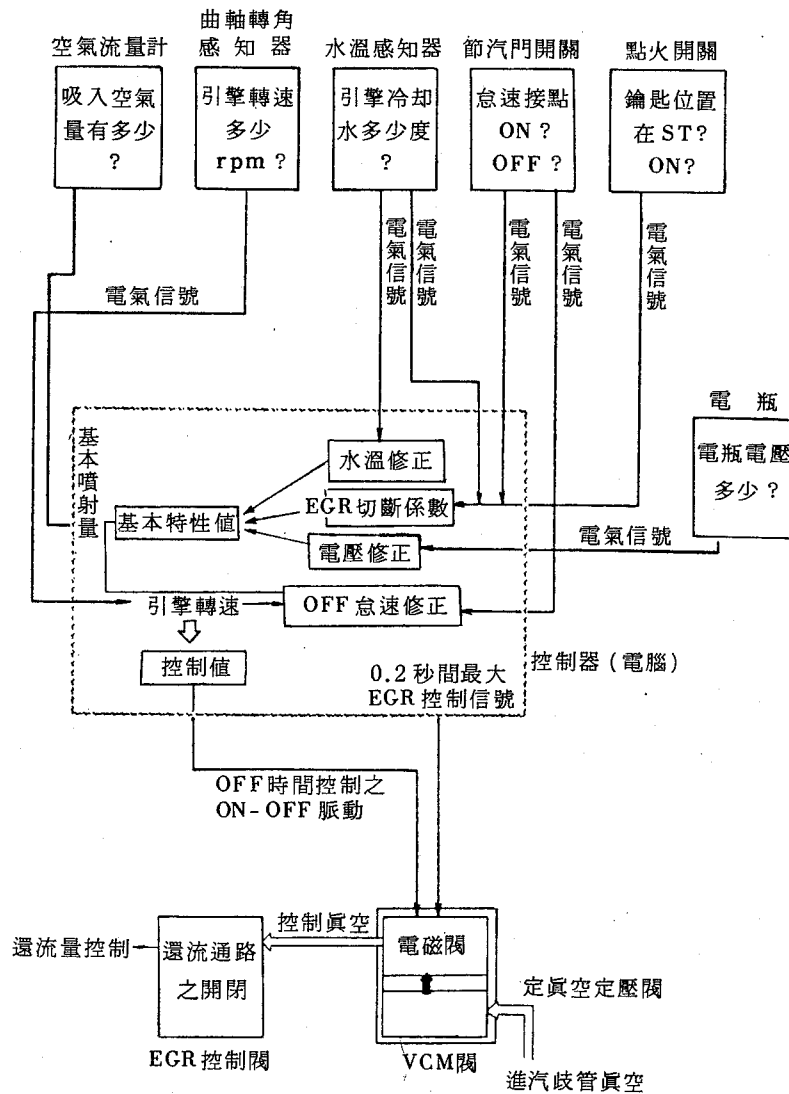 空氣流量計
曲軸轉角
感知器
水溫感知器
節汽門開關
點火開關
吸入空氣
量有多少
?
引擎轉速
多少
rpm?
引擎冷却
水多少度
?
怠速接點
ON?
OFF?
鑰匙位置
在ST?
ON?
電氣信號
電氣信號
電氣信號
電氣信號
電氣信號
電氣信號
電瓶
電瓶電壓
多少?
電氣信號
基本噴射量
水溫修正
EGR切斷係數
基本特性値
電壓修正
引擎轉速
OFF怠速修正
控制値
0.2秒間最大
EGR控制信號
控制器(電腦)
OFF時間控制之
ON-OFF脈動
控制眞空
還流量控制
還流通路
之開閉
EGR控制閥
電磁閥
VCM閥
定眞空定壓閥
進汽歧管眞空